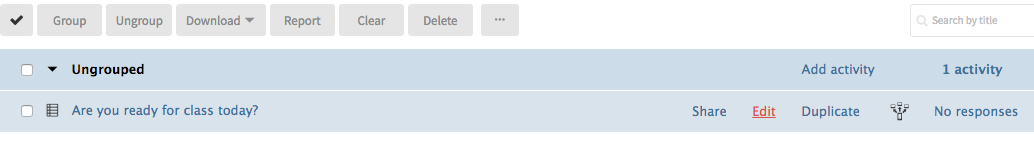 Group Ungroup Download Report Clear Delete ... Search by title
Ungrouped Add activity 1 activity
Are you ready for class today? Share Edit Duplicate No responses